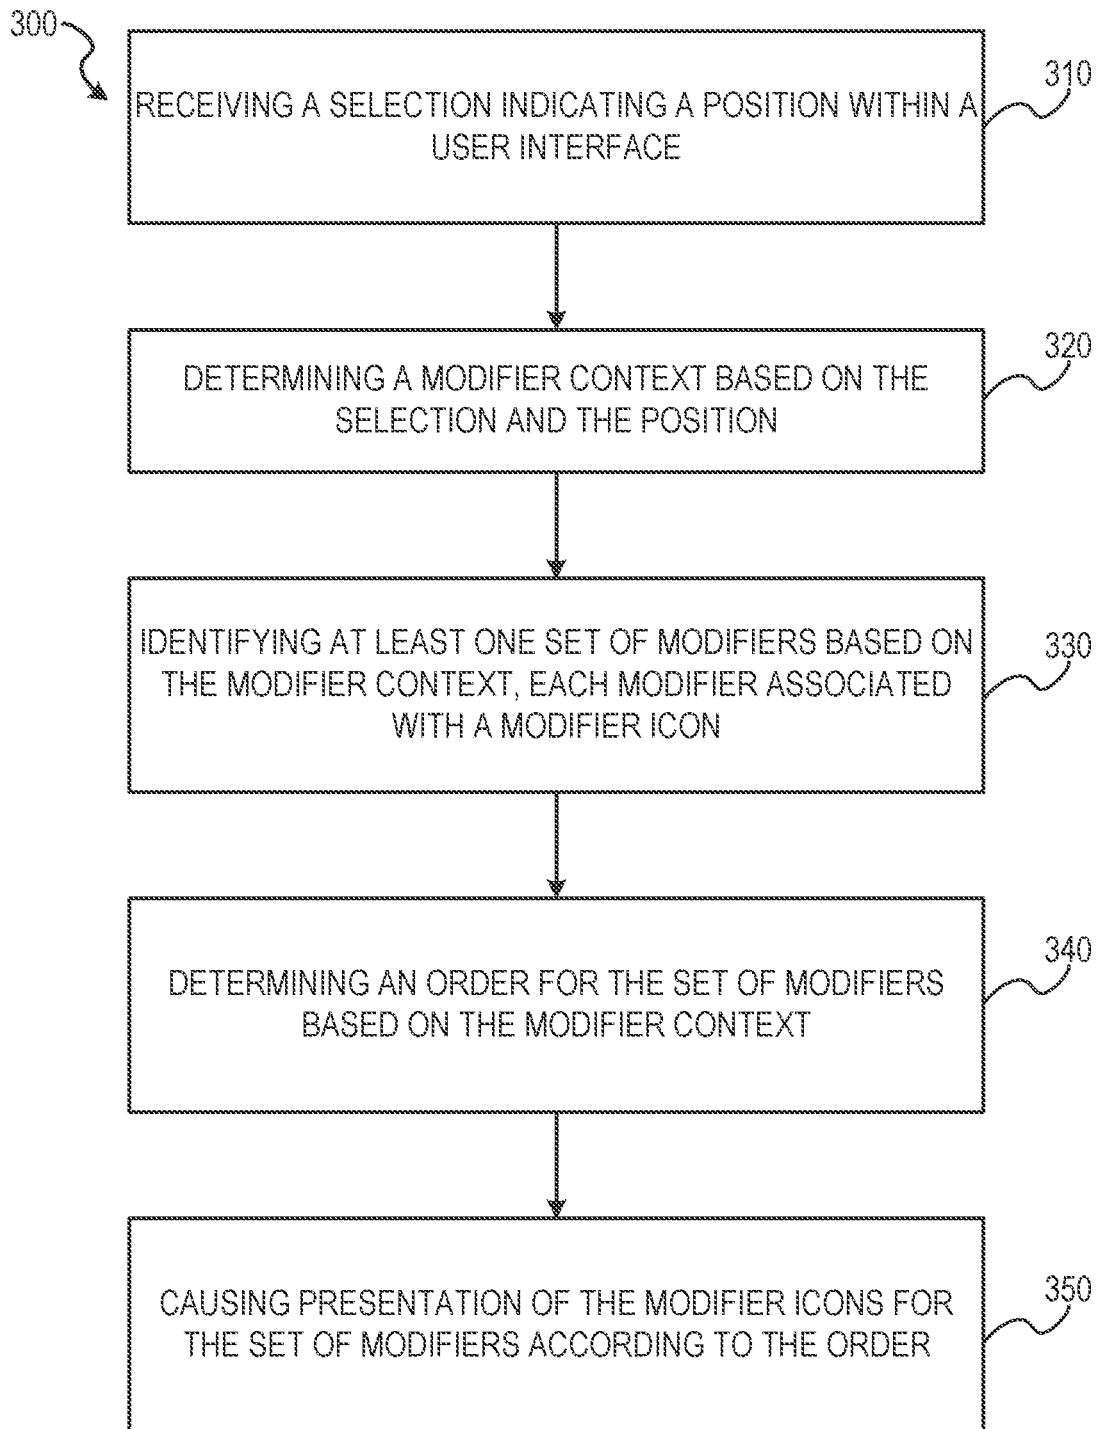 300
310
RECEIVING A SELECTION INDICATING A POSITION WITHIN A
USER INTERFACE
320
DETERMINING A MODIFIER CONTEXT BASED ON THE
SELECTION AND THE POSITION
330
IDENTIFYING AT LEAST ONE SET OF MODIFIERS BASED ON
THE MODIFIER CONTEXT, EACH MODIFIER ASSOCIATED
WITH A MODIFIER ICON
340
DETERMINING AN ORDER FOR THE SET OF MODIFIERS
BASED ON THE MODIFIER CONTEXT
350
CAUSING PRESENTATION OF THE MODIFIER ICONS FOR
THE SET OF MODIFIERS ACCORDING TO THE ORDER